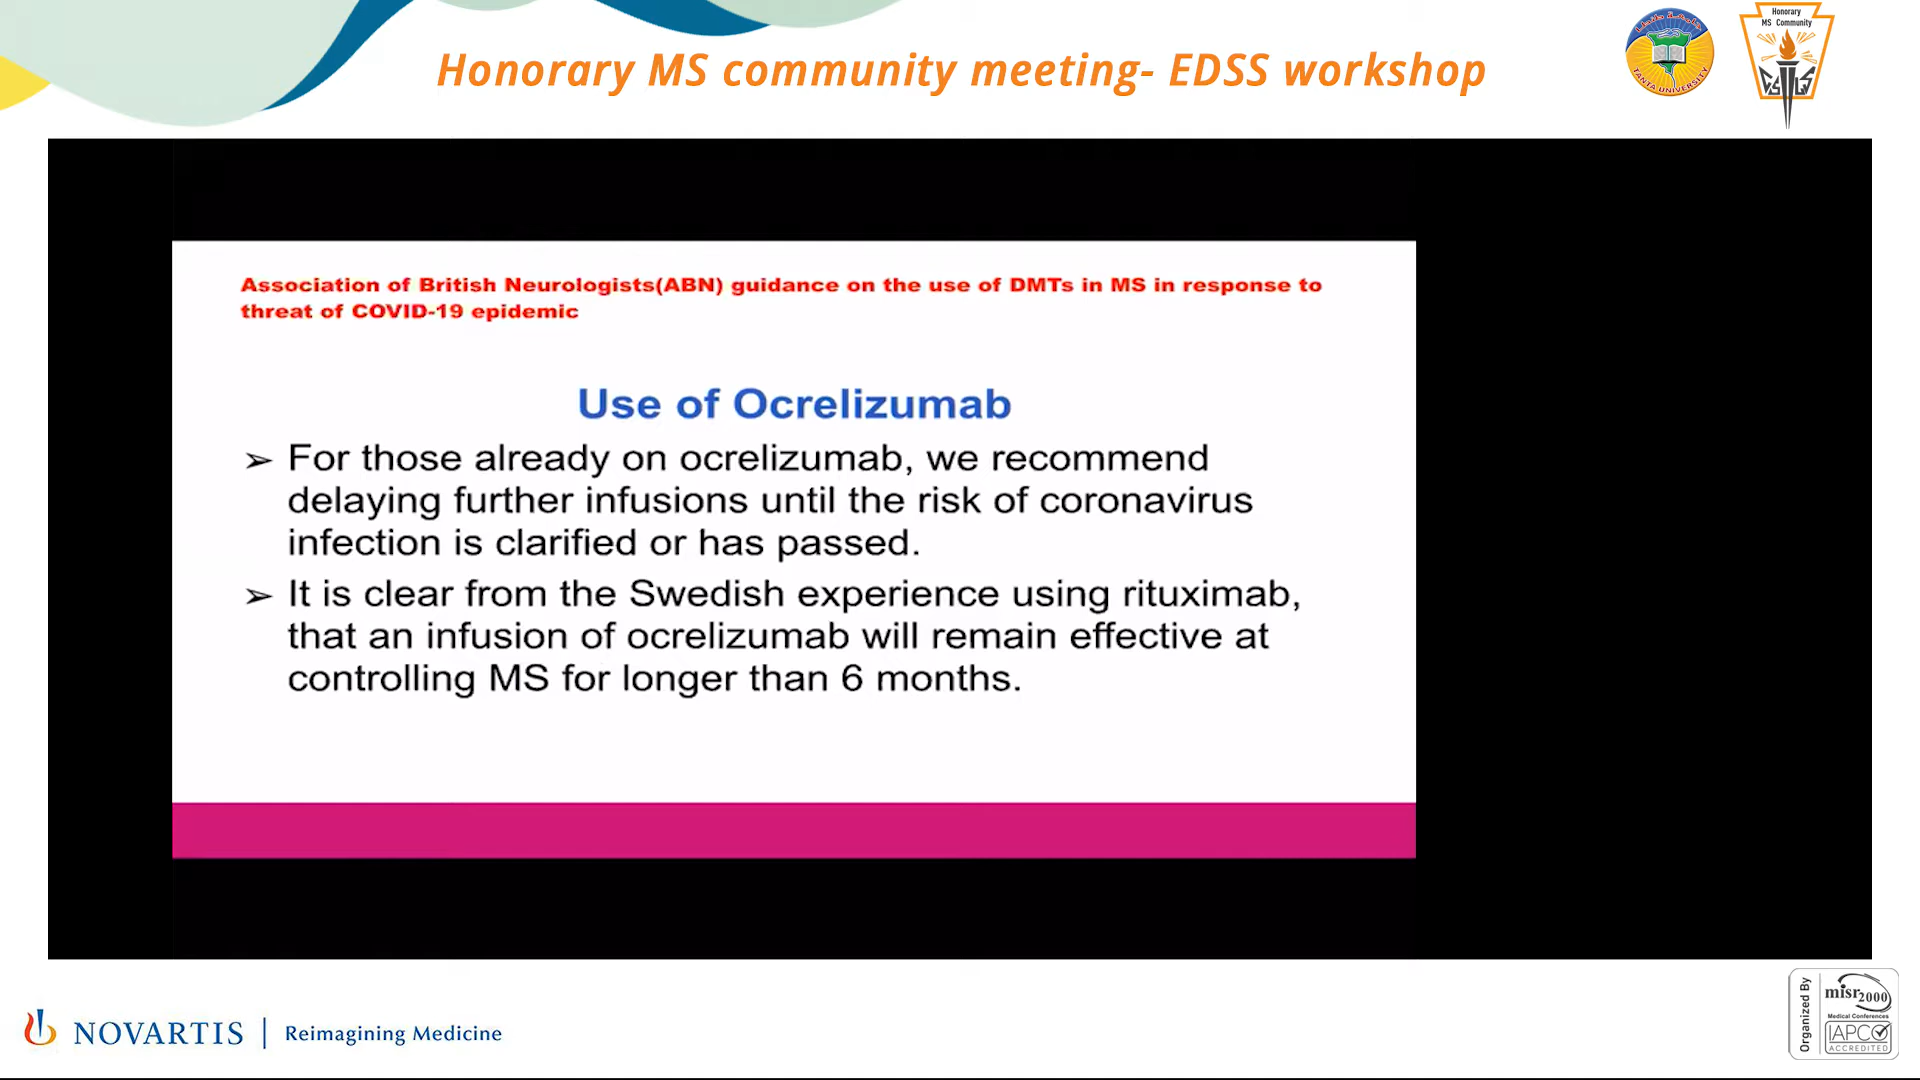 Honorary MS community meeting- EDSS workshop
Honorary
MS Community
TANTA UNIVERSITY
Association of British Neurologists(ABN) guidance on the use of DMTs in MS in response to
threat of COVID-19 epidemic
Use of Ocrelizumab
➢ For those already on ocrelizumab, we recommend
delaying further infusions until the risk of coronavirus
infection is clarified or has passed.
➢ It is clear from the Swedish experience using rituximab,
that an infusion of ocrelizumab will remain effective at
controlling MS for longer than 6 months.
NOVARTIS | Reimagining Medicine
Organized By
misr2000
Medical Conferences
IAPCO
ACCREDITED